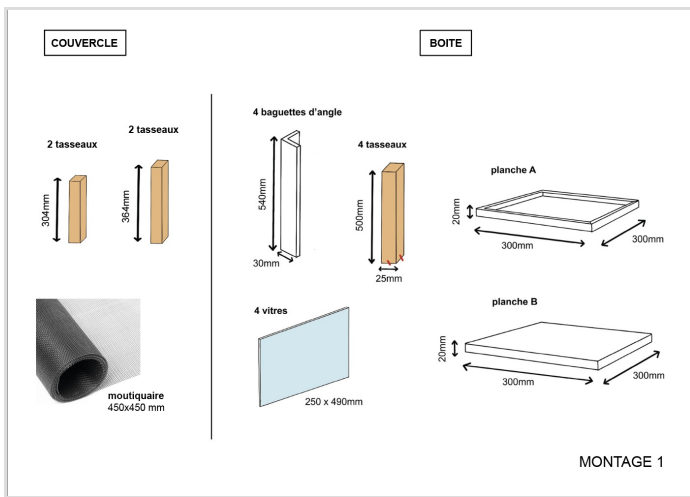 COUVERCLE
BOITE
2 tasseaux
2 tasseaux
304mm
364mm
moutiquaire
450x450 mm
4 baguettes d'angle
540mm
30mm
4 tasseaux
500mm
25mm
4 vitres
250 x 490mm
planche A
20mm
300mm
300mm
planche B
20mm
300mm
300mm
MONTAGE 1